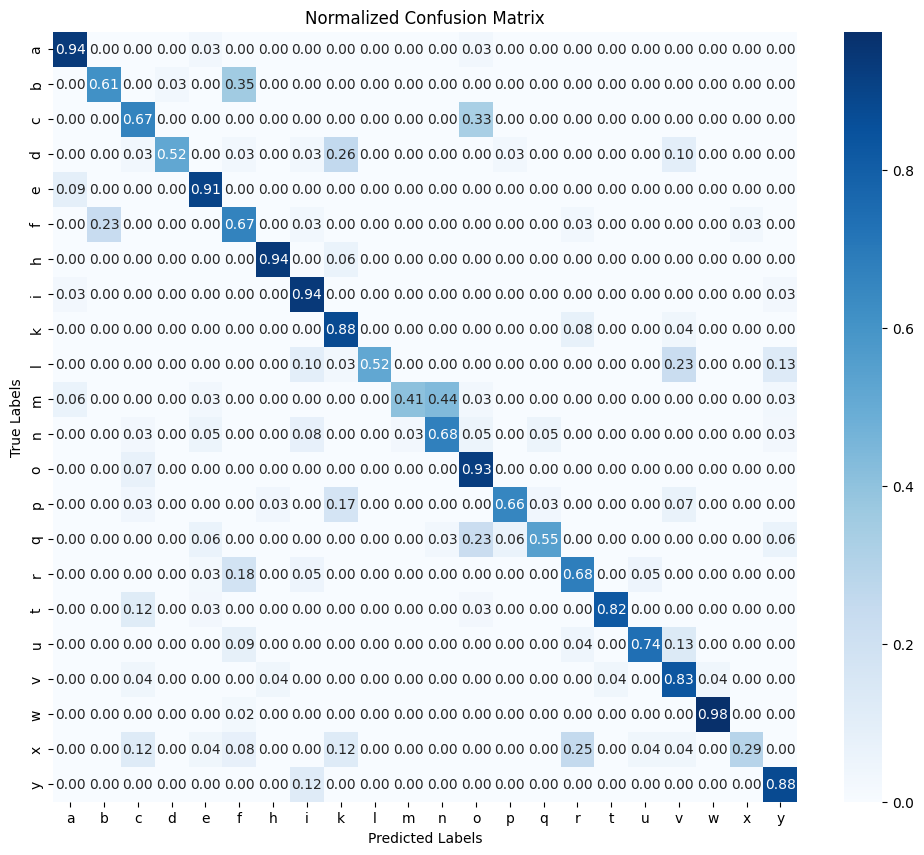 Normalized Confusion Matrix
a 0.94 0.00 0.00 0.00 0.03 0.00 0.00 0.00 0.00 0.00 0.00 0.00 0.03 0.00 0.00 0.00 0.00 0.00 0.00 0.00 0.00 0.00
b 0.00 0.61 0.00 0.03 0.00 0.35 0.00 0.00 0.00 0.00 0.00 0.00 0.00 0.00 0.00 0.00 0.00 0.00 0.00 0.00 0.00 0.00
c 0.00 0.00 0.67 0.00 0.00 0.00 0.00 0.00 0.00 0.00 0.00 0.00 0.33 0.00 0.00 0.00 0.00 0.00 0.00 0.00 0.00 0.00
d 0.00 0.00 0.03 0.52 0.00 0.03 0.00 0.03 0.26 0.00 0.00 0.00 0.00 0.03 0.00 0.00 0.00 0.00 0.10 0.00 0.00 0.00
e 0.09 0.00 0.00 0.00 0.91 0.00 0.00 0.00 0.00 0.00 0.00 0.00 0.00 0.00 0.00 0.00 0.00 0.00 0.00 0.00 0.00 0.00
f 0.00 0.23 0.00 0.00 0.00 0.67 0.00 0.03 0.00 0.00 0.00 0.00 0.00 0.00 0.00 0.03 0.00 0.00 0.00 0.00 0.03 0.00
h 0.00 0.00 0.00 0.00 0.00 0.00 0.94 0.00 0.06 0.00 0.00 0.00 0.00 0.00 0.00 0.00 0.00 0.00 0.00 0.00 0.00 0.00
i 0.03 0.00 0.00 0.00 0.00 0.00 0.00 0.94 0.00 0.00 0.00 0.00 0.00 0.00 0.00 0.00 0.00 0.00 0.00 0.00 0.00 0.03
k 0.00 0.00 0.00 0.00 0.00 0.00 0.00 0.00 0.88 0.00 0.00 0.00 0.00 0.00 0.00 0.08 0.00 0.00 0.04 0.00 0.00 0.00
l 0.00 0.00 0.00 0.00 0.00 0.00 0.00 0.10 0.03 0.52 0.00 0.00 0.00 0.00 0.00 0.00 0.00 0.00 0.23 0.00 0.00 0.13
m 0.06 0.00 0.00 0.00 0.03 0.00 0.00 0.00 0.00 0.00 0.41 0.44 0.03 0.00 0.00 0.00 0.00 0.00 0.00 0.00 0.00 0.03
n 0.00 0.00 0.03 0.00 0.05 0.00 0.00 0.08 0.00 0.00 0.03 0.68 0.05 0.00 0.05 0.00 0.00 0.00 0.00 0.00 0.00 0.03
o 0.00 0.00 0.07 0.00 0.00 0.00 0.00 0.00 0.00 0.00 0.00 0.00 0.93 0.00 0.00 0.00 0.00 0.00 0.00 0.00 0.00 0.00
p 0.00 0.00 0.03 0.00 0.00 0.00 0.03 0.00 0.17 0.00 0.00 0.00 0.00 0.66 0.03 0.00 0.00 0.00 0.07 0.00 0.00 0.00
q 0.00 0.00 0.00 0.00 0.06 0.00 0.00 0.00 0.00 0.00 0.00 0.03 0.23 0.06 0.55 0.00 0.00 0.00 0.00 0.00 0.00 0.06
r 0.00 0.00 0.00 0.00 0.03 0.18 0.00 0.05 0.00 0.00 0.00 0.00 0.00 0.00 0.00 0.68 0.00 0.05 0.00 0.00 0.00 0.00
t 0.00 0.00 0.12 0.00 0.03 0.00 0.00 0.00 0.00 0.00 0.00 0.00 0.03 0.00 0.00 0.00 0.82 0.00 0.00 0.00 0.00 0.00
u 0.00 0.00 0.00 0.00 0.00 0.09 0.00 0.00 0.00 0.00 0.00 0.00 0.00 0.00 0.00 0.04 0.00 0.74 0.13 0.00 0.00 0.00
v 0.00 0.00 0.04 0.00 0.00 0.00 0.04 0.00 0.00 0.00 0.00 0.00 0.00 0.00 0.00 0.00 0.04 0.00 0.83 0.04 0.00 0.00
w 0.00 0.00 0.00 0.00 0.00 0.02 0.00 0.00 0.00 0.00 0.00 0.00 0.00 0.00 0.00 0.00 0.00 0.00 0.00 0.98 0.00 0.00
x 0.00 0.00 0.12 0.00 0.04 0.08 0.00 0.00 0.12 0.00 0.00 0.00 0.00 0.00 0.00 0.25 0.00 0.04 0.04 0.00 0.29 0.00
y 0.00 0.00 0.00 0.00 0.00 0.00 0.00 0.12 0.00 0.00 0.00 0.00 0.00 0.00 0.00 0.00 0.00 0.00 0.00 0.00 0.00 0.88
a b c d e f h i k l m n o p q r t u v w x y
Predicted Labels
True Labels
0.8
0.6
0.4
0.2
0.0